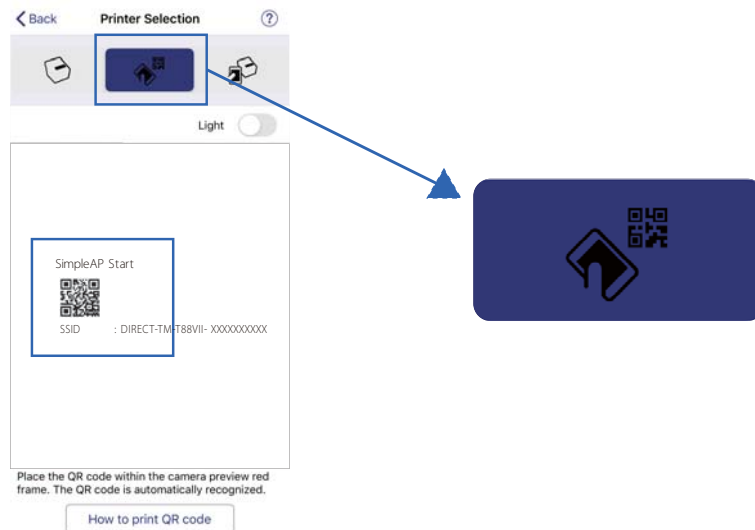 Back
Printer Selection
?
Light
SimpleAP Start
SSID : DIRECT-TM-T88VII- XXXXXXXXXX
Place the QR code within the camera preview red
frame. The QR code is automatically recognized.
How to print QR code